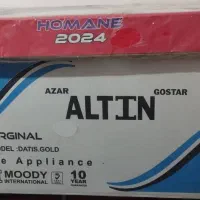 HOMANE
2024
AZAR
GOSTAR
ALTIN
RGINAL
ODEL :DATIS.GOLD
e Appliance
MOODY
INTERNATIONAL
10
YEAR